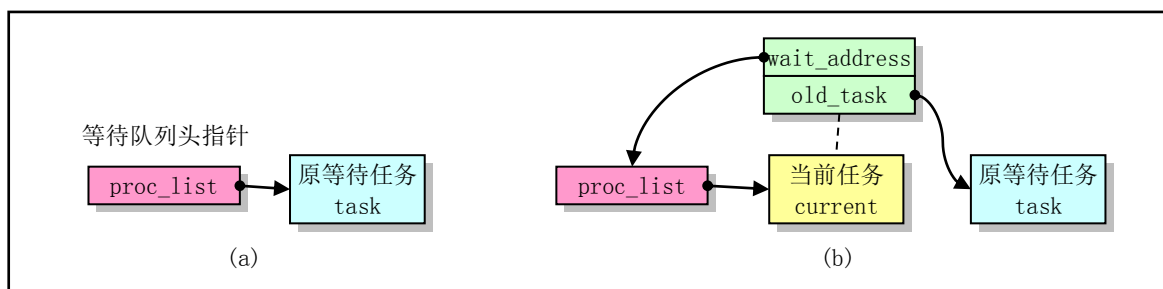 wait_address
old_task
等待队列头指针
proc_list
原等待任务
task
proc_list
当前任务
current
原等待任务
task
(a)
(b)